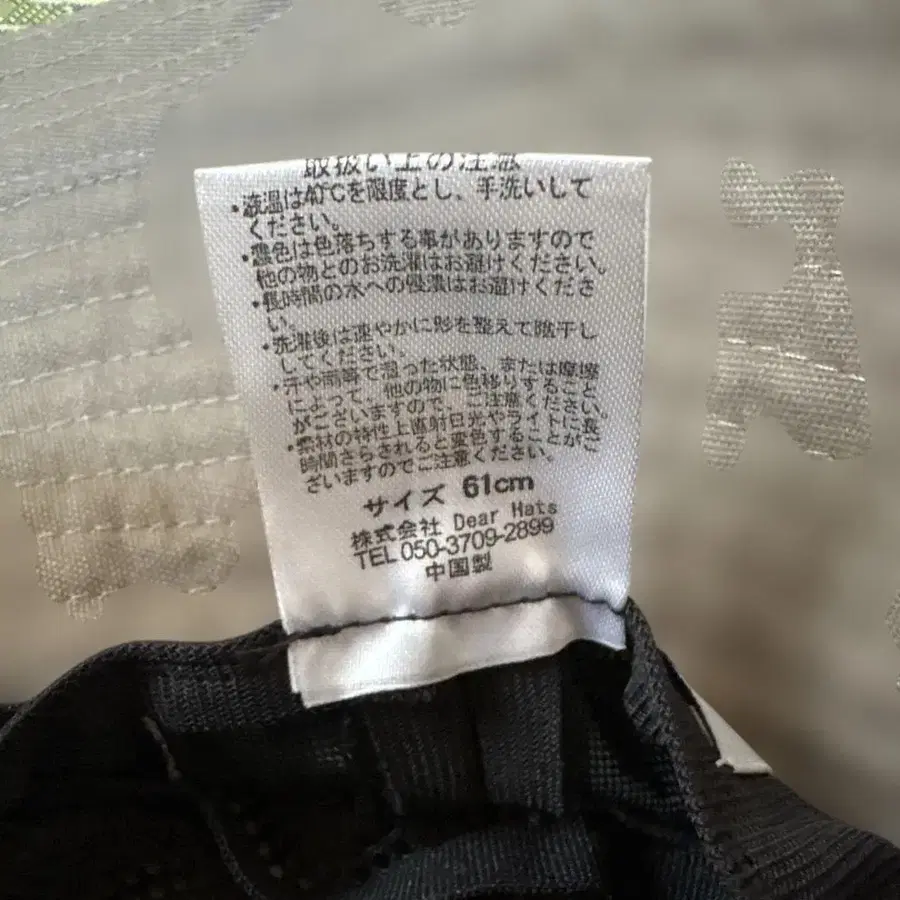 取扱い上の注意
・液温は40℃を限度とし、手洗いして
ください。
・濃色は色落ちする事がありますので
他の物とのお洗濯はお避けください。
・長時間の水への浸漬はお避けくださ
い。
・洗濯後は速やかに形を整えて陰干し
してください。
・汗や雨等で湿った状態、または摩擦
によって、他の物に色移りすること
がございますので、ご注意ください。
・素材の特性上直射日光やライトに長
時間さらされると変色することがご
ざいますのでご注意ください。
サイズ 61cm
株式会社 Dear Hats
TEL 050-3709-2899
中国製